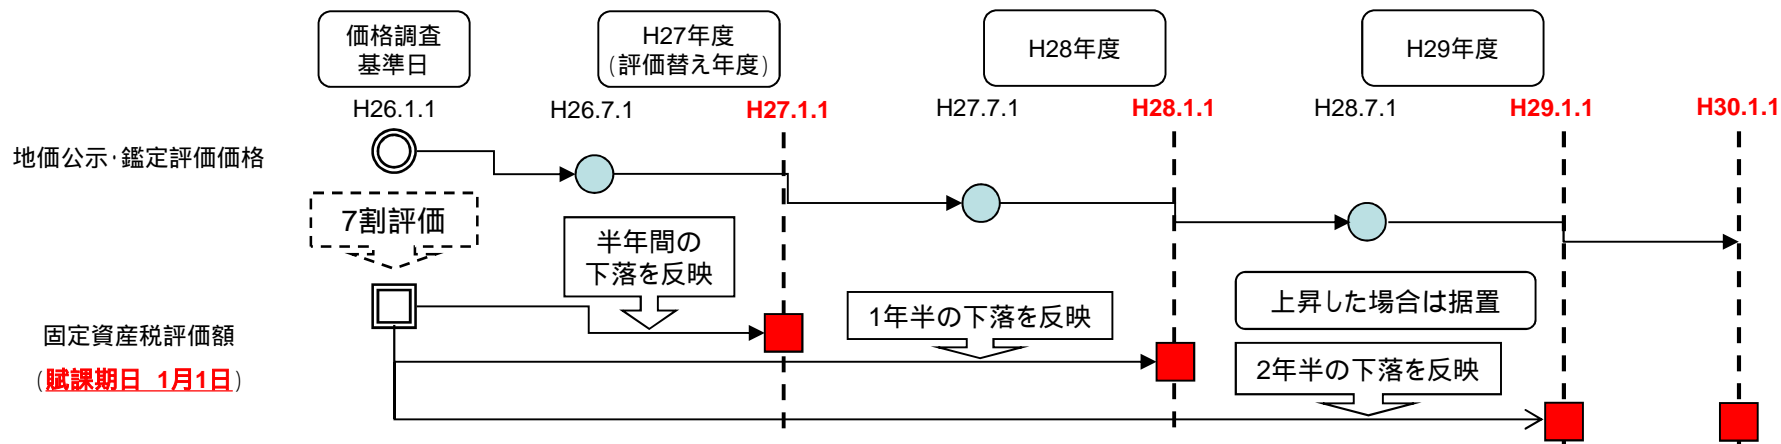 価格調査
基準日
H27年度
(評価替え年度)
H28年度
H29年度
H26.1.1
H26.7.1
H27.1.1
H27.7.1
H28.1.1
H28.7.1
H29.1.1
H30.1.1
地価公示・鑑定評価価格
7割評価
半年間の
下落を反映
1年半の下落を反映
上昇した場合は据置
2年半の下落を反映
固定資産税評価額
(賦課期日 1月1日)